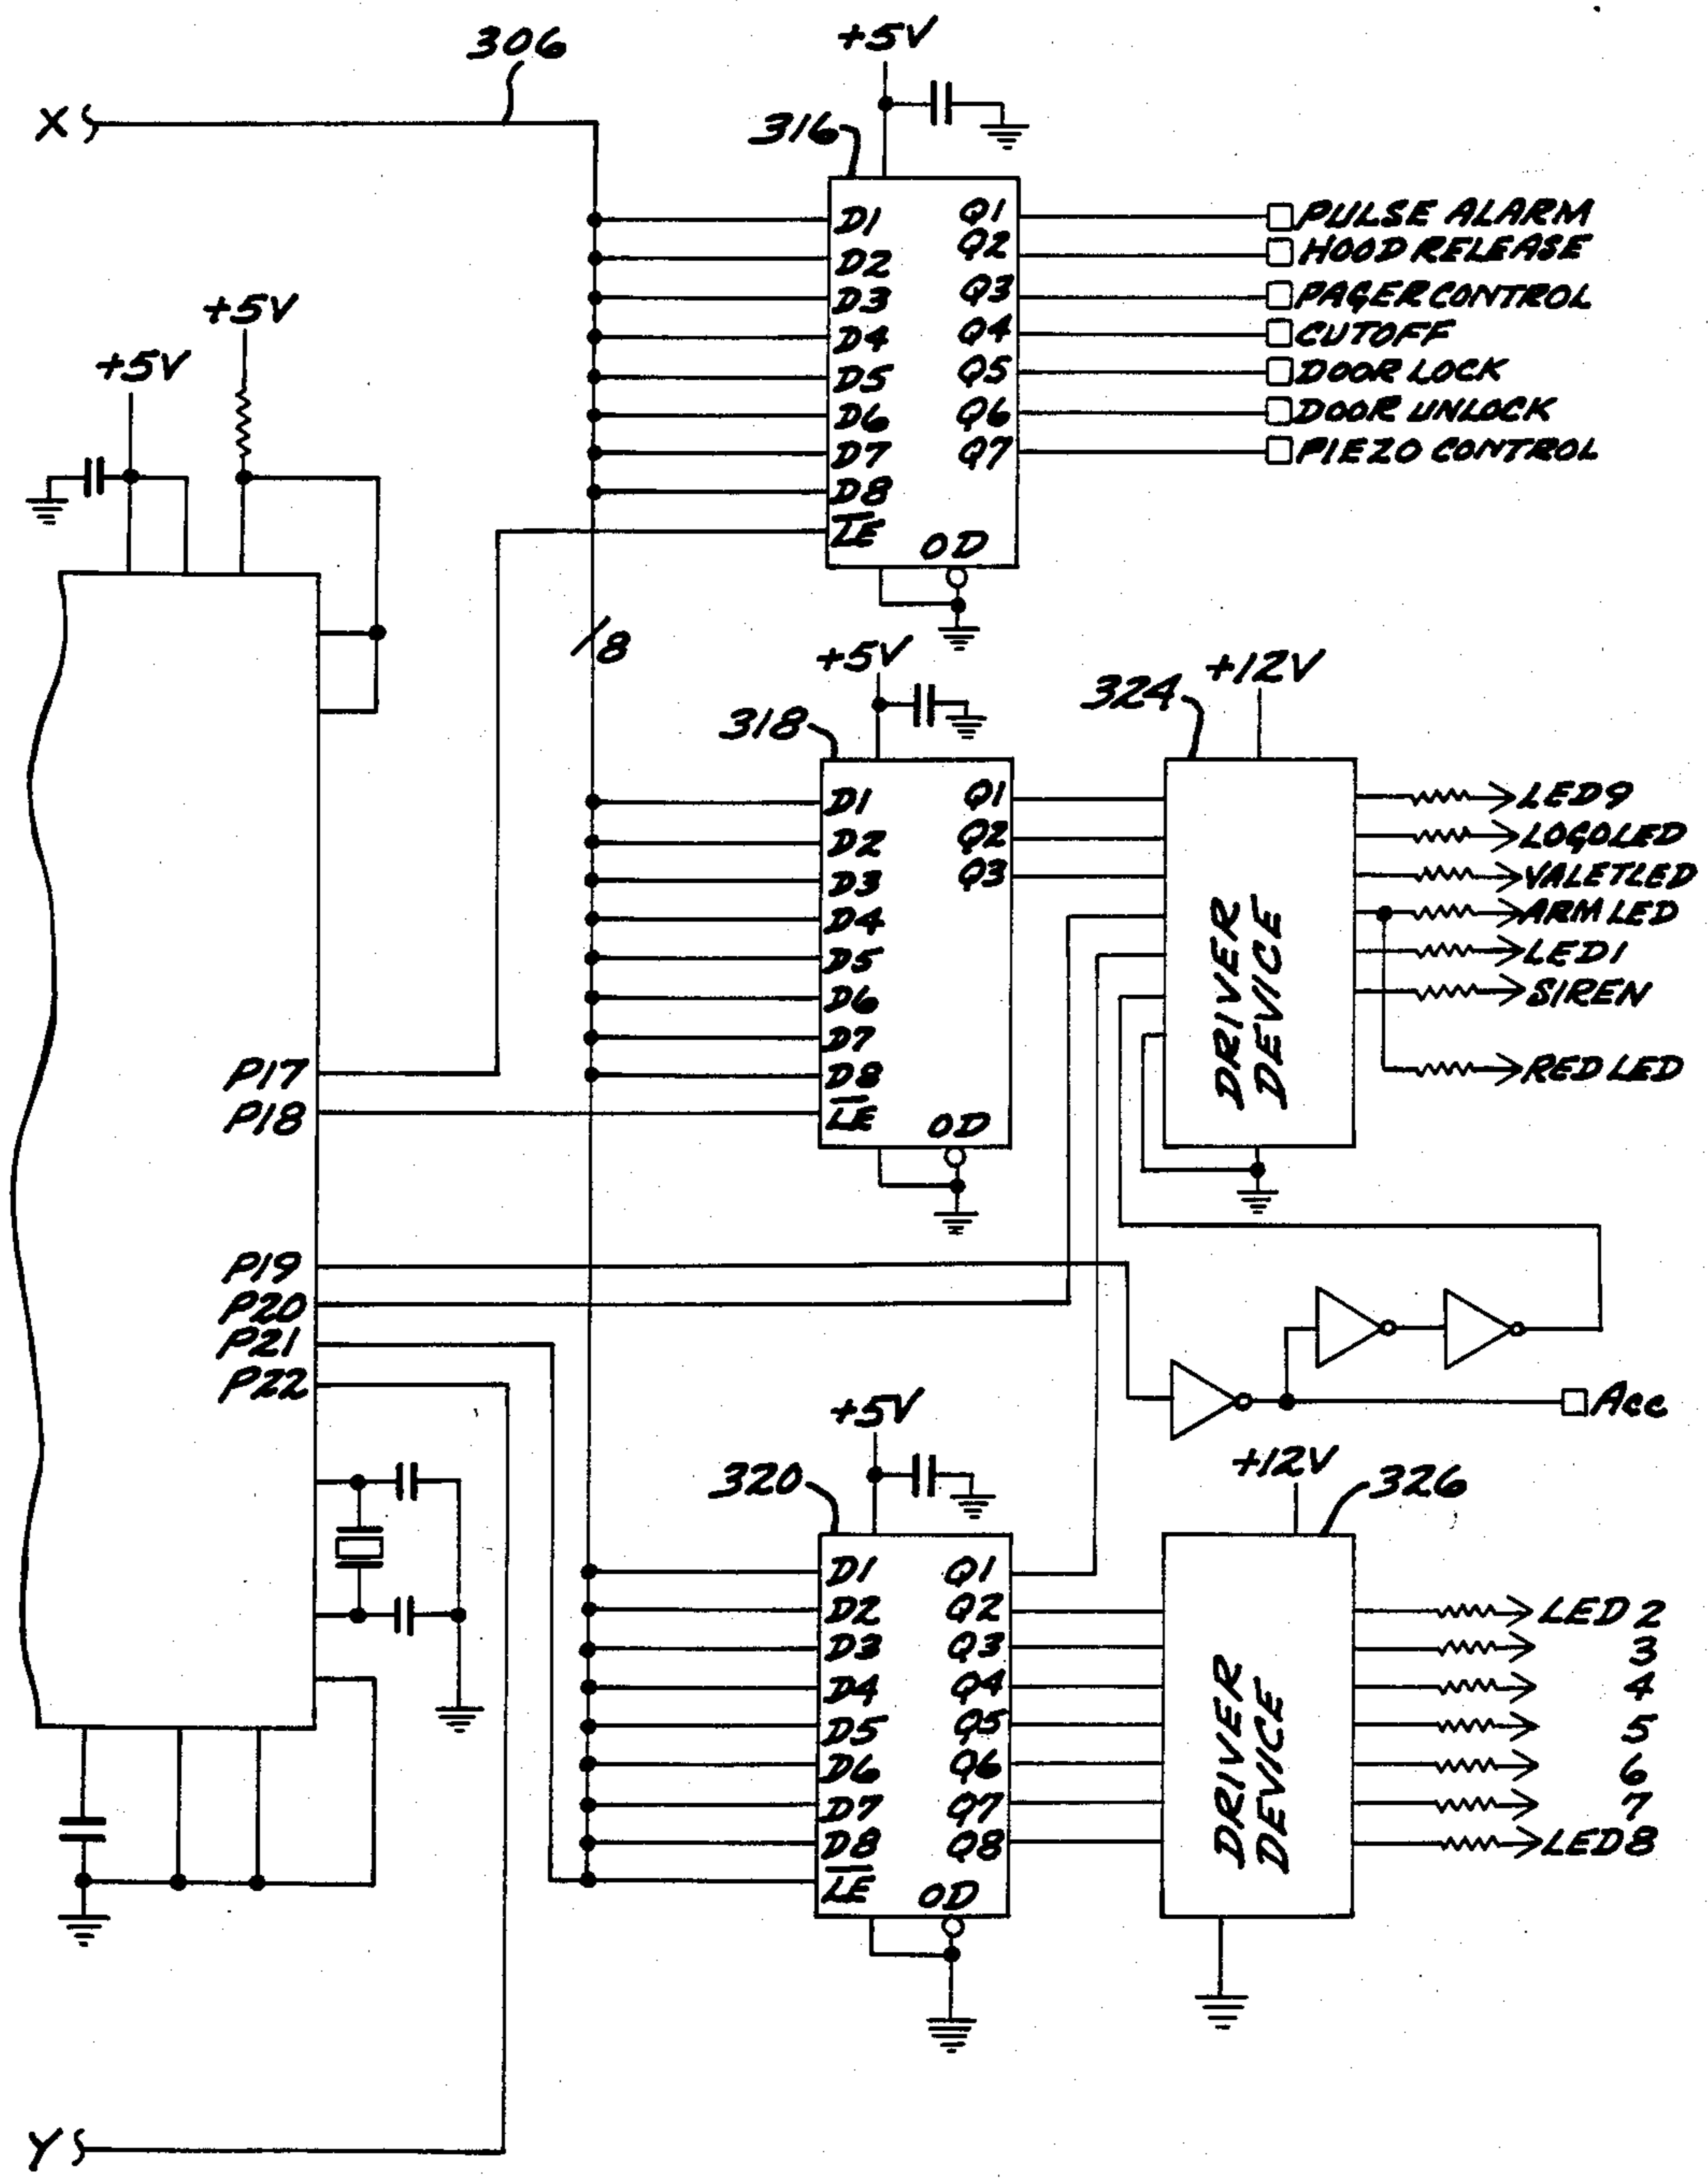 306
X
+5V
316
D1 Q1 PULSE ALARM
D2 Q2 HOOD RELEASE
D3 Q3 PAGER CONTROL
D4 Q4 CUTOFF
D5 Q5 DOOR LOCK
D6 Q6 DOOR UNLOCK
D7 Q7 PIEZO CONTROL
D8
LE OD
+5V
+5V
8
+5V
318
324
+12V
D1 Q1
D2 Q2
D3 Q3
D4
D5
D6
D7
D8
LE OD
DRIVER
DEVICE
LED9
LOGOLED
VALETLED
ARM LED
LED1
SIREN
RED LED
P17
P18
P19
P20
P21
P22
Acc
+5V
320
+12V
326
D1 Q1
D2 Q2
D3 Q3
D4 Q4
D5 Q5
D6 Q6
D7 Q7
D8 Q8
LE OD
DRIVER
DEVICE
LED 2
3
4
5
6
7
LED8
Y